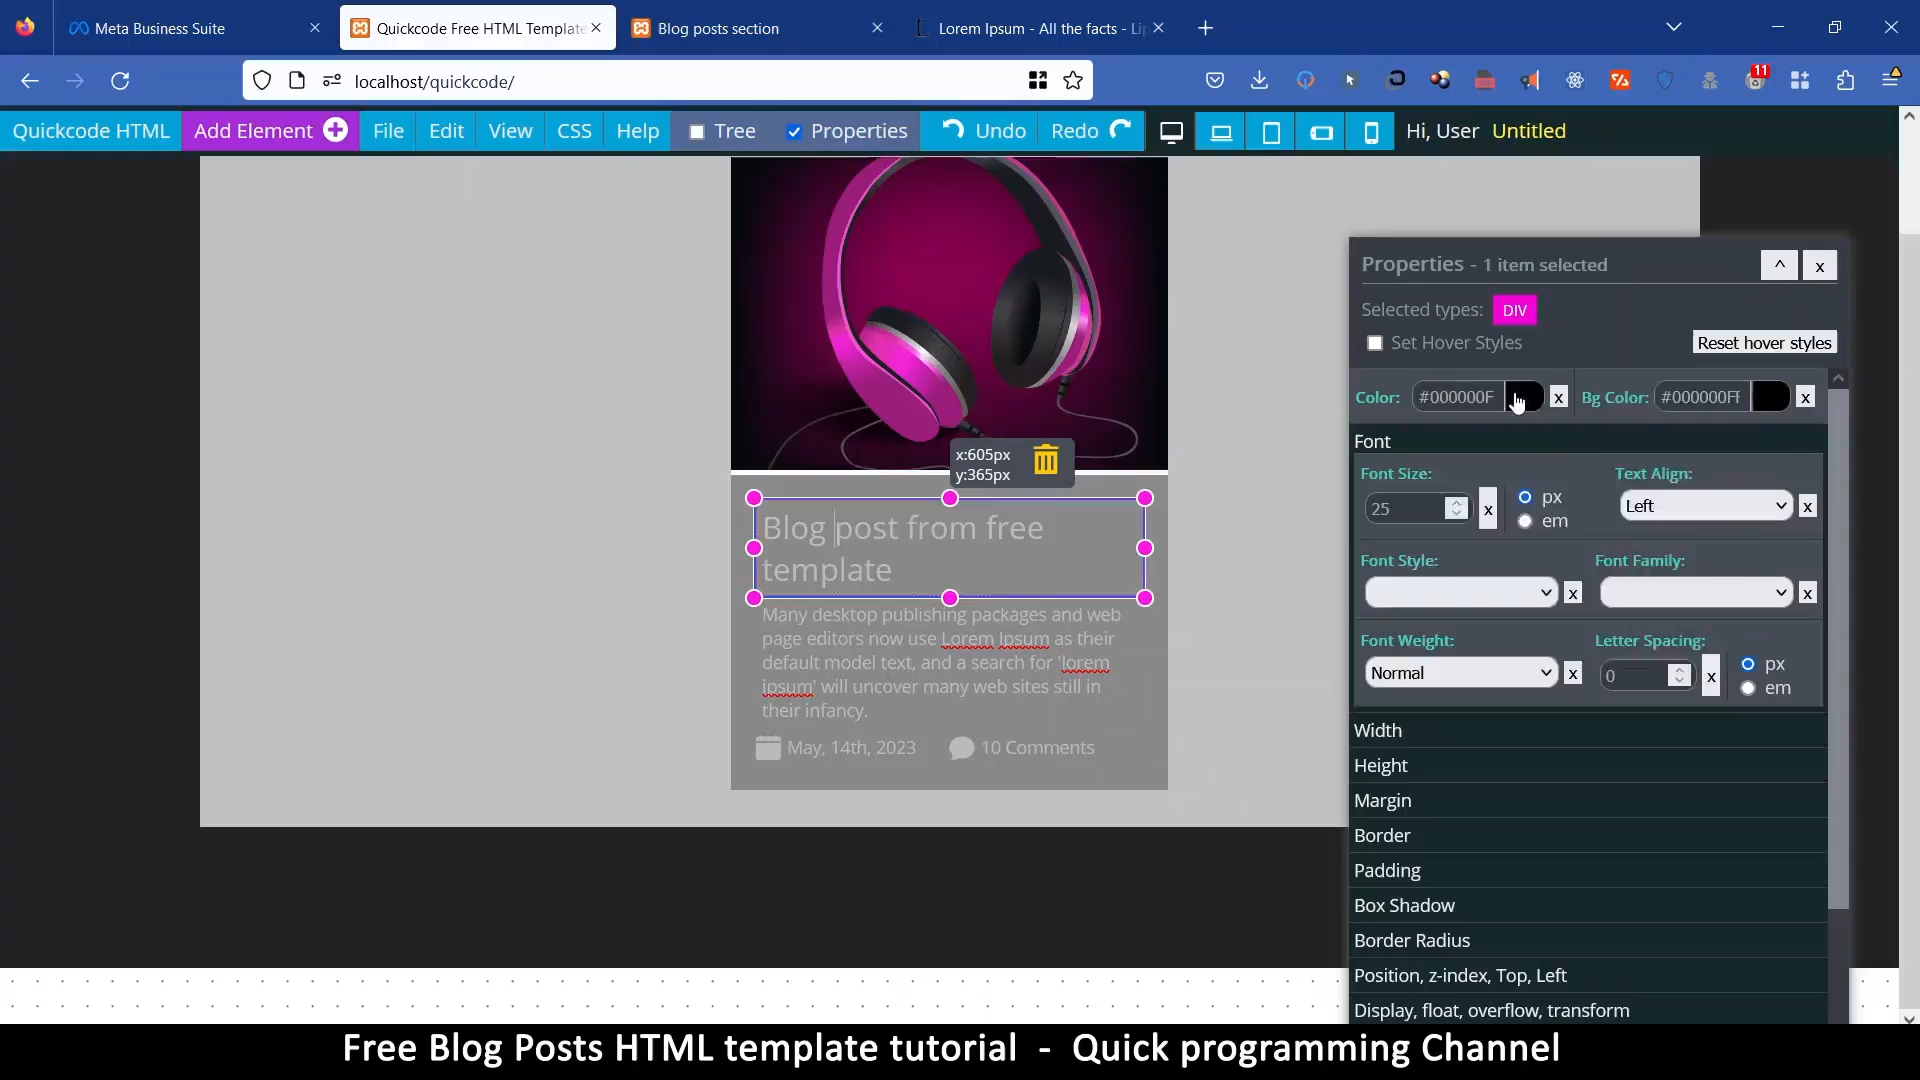 Meta Business Suite
Quickcode Free HTML Template
Blog posts section
Lorem Ipsum - All the facts - Lip
localhost/quickcode/
11
Quickcode HTML
Add Element
File
Edit
View
CSS
Help
Tree
Properties
Undo
Redo
Hi, User
Untitled
Properties - 1 item selected
^
x
Selected types:
DIV
Set Hover Styles
Reset hover styles
Color:
#000000F
x
Bg Color:
#000000FF
x
Font
Font Size:
25
x
px
em
Text Align:
Left
x
Font Style:
x
Font Family:
x
Font Weight:
Normal
x
Letter Spacing:
0
x
px
em
Width
Height
Margin
Border
Padding
Box Shadow
Border Radius
Position, z-index, Top, Left
Display, float, overflow, transform
x:605px
y:365px
Blog post from free
template
Many desktop publishing packages and web
page editors now use Lorem Ipsum as their
default model text, and a search for 'lorem
ipsum' will uncover many web sites still in
their infancy.
May, 14th, 2023
10 Comments
Free Blog Posts HTML template tutorial - Quick programming Channel